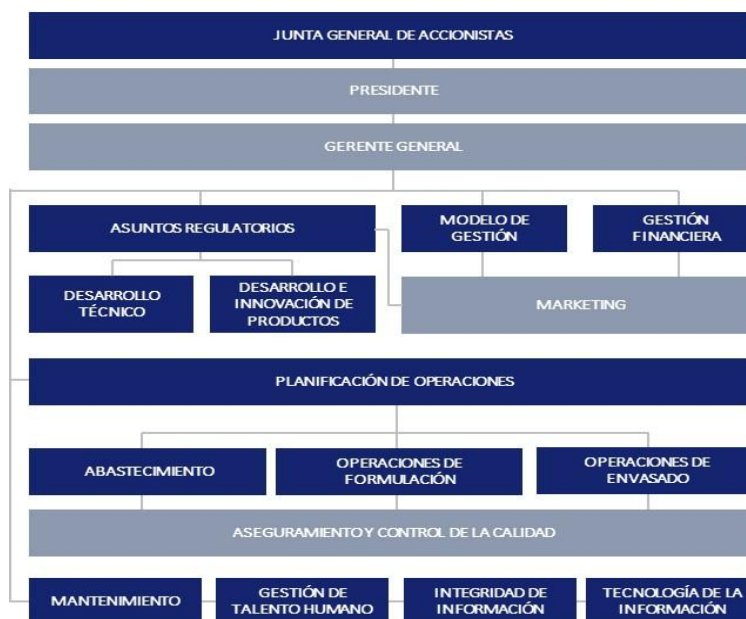 JUNTA GENERAL DE ACCIONISTAS
PRESIDENTE
GERENTE GENERAL
ASUNTOS REGULATORIOS
MODELO DE
GESTIÓN
GESTIÓN
FINANCIERA
DESARROLLO
TÉCNICO
DESARROLLO E
INNOVACIÓN DE
PRODUCTOS
MARKETING
PLANIFICACIÓN DE OPERACIONES
ABASTECIMIENTO
OPERACIONES DE
FORMULACIÓN
OPERACIONES DE
ENVASADO
ASEGURAMIENTO Y CONTROL DE LA CALIDAD
MANTENIMIENTO
GESTIÓN DE
TALENTO HUMANO
INTEGRIDAD DE
INFORMACIÓN
TECNOLOGÍA DE LA
INFORMACIÓN